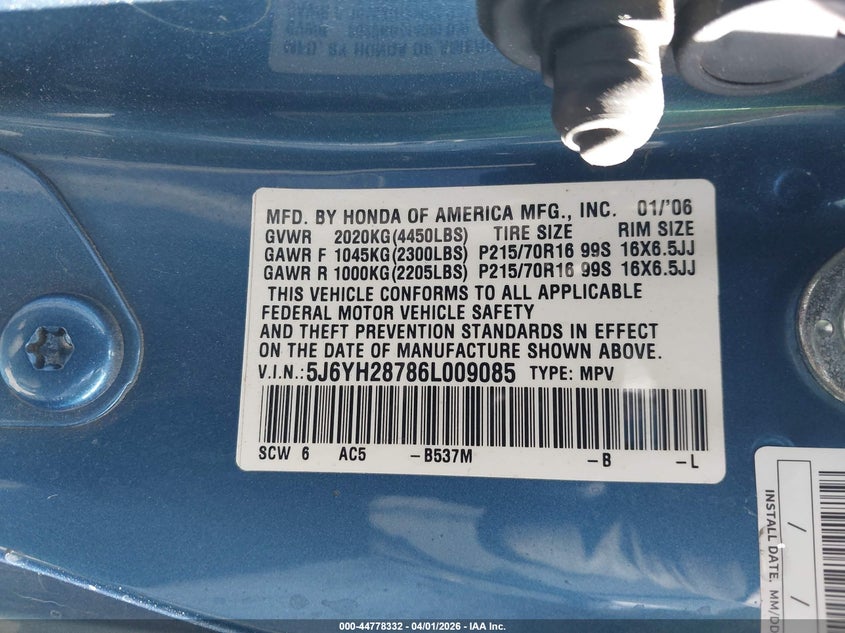 MFD. BY HONDA OF AMERICA MFG., INC. 01/'06
GVWR 2020KG(4450LBS) TIRE SIZE RIM SIZE
GAWR F 1045KG(2300LBS) P215/70R16 99S 16X6.5JJ
GAWR R 1000KG(2205LBS) P215/70R16 99S 16X6.5JJ
THIS VEHICLE CONFORMS TO ALL APPLICABLE
FEDERAL MOTOR VEHICLE SAFETY
AND THEFT PREVENTION STANDARDS IN EFFECT
ON THE DATE OF MANUFACTURE SHOWN ABOVE.
V.I.N.:5J6YH28786L009085 TYPE: MPV
SCW 6 AC5 -B537M -B -L
INSTALL DATE. MM/DD
/ /
000-44778332 - 04/01/2026 - IAA Inc.